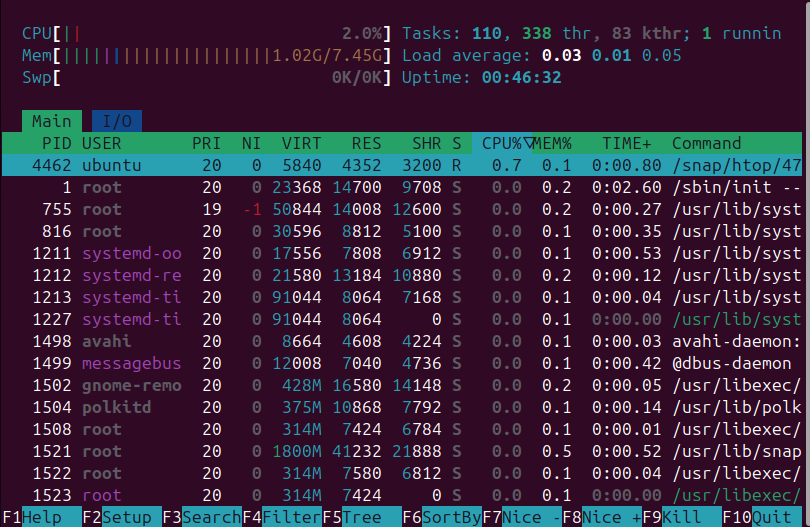 CPU[|| 2.0%] Tasks: 110, 338 thr, 83 kthr; 1 runnin
Mem[||||||||||||||||||||||1.02G/7.45G] Load average: 0.03 0.01 0.05
Swp[ 0K/0K] Uptime: 00:46:32
Main I/O
PID USER PRI NI VIRT RES SHR S CPU%▽MEM% TIME+ Command
4462 ubuntu 20 0 5840 4352 3200 R 0.7 0.1 0:00.80 /snap/htop/47
1 root 20 0 23368 14700 9708 S 0.0 0.2 0:02.60 /sbin/init --
755 root 19 -1 50844 14008 12600 S 0.0 0.2 0:00.27 /usr/lib/syst
816 root 20 0 30596 8812 5100 S 0.0 0.1 0:00.35 /usr/lib/syst
1211 systemd-oo 20 0 17556 7808 6912 S 0.0 0.1 0:00.53 /usr/lib/syst
1212 systemd-re 20 0 21580 13184 10880 S 0.0 0.2 0:00.12 /usr/lib/syst
1213 systemd-ti 20 0 91044 8064 7168 S 0.0 0.1 0:00.04 /usr/lib/syst
1227 systemd-ti 20 0 91044 8064 0 S 0.0 0.1 0:00.00 /usr/lib/syst
1498 avahi 20 0 8664 4608 4224 S 0.0 0.1 0:00.03 avahi-daemon:
1499 messagebus 20 0 12008 7040 4736 S 0.0 0.1 0:00.42 @dbus-daemon
1502 gnome-remo 20 0 428M 16580 14148 S 0.0 0.2 0:00.05 /usr/libexec/
1504 polkitd 20 0 375M 10868 7792 S 0.0 0.1 0:00.14 /usr/lib/polk
1508 root 20 0 314M 7424 6784 S 0.0 0.1 0:00.01 /usr/libexec/
1521 root 20 0 1800M 41232 21888 S 0.0 0.5 0:00.52 /usr/lib/snap
1522 root 20 0 314M 7580 6812 S 0.0 0.1 0:00.04 /usr/libexec/
1523 root 20 0 314M 7424 0 S 0.0 0.1 0:00.00 /usr/libexec/
F1Help F2Setup F3SearchF4FilterF5Tree F6SortByF7Nice -F8Nice +F9Kill F10Quit